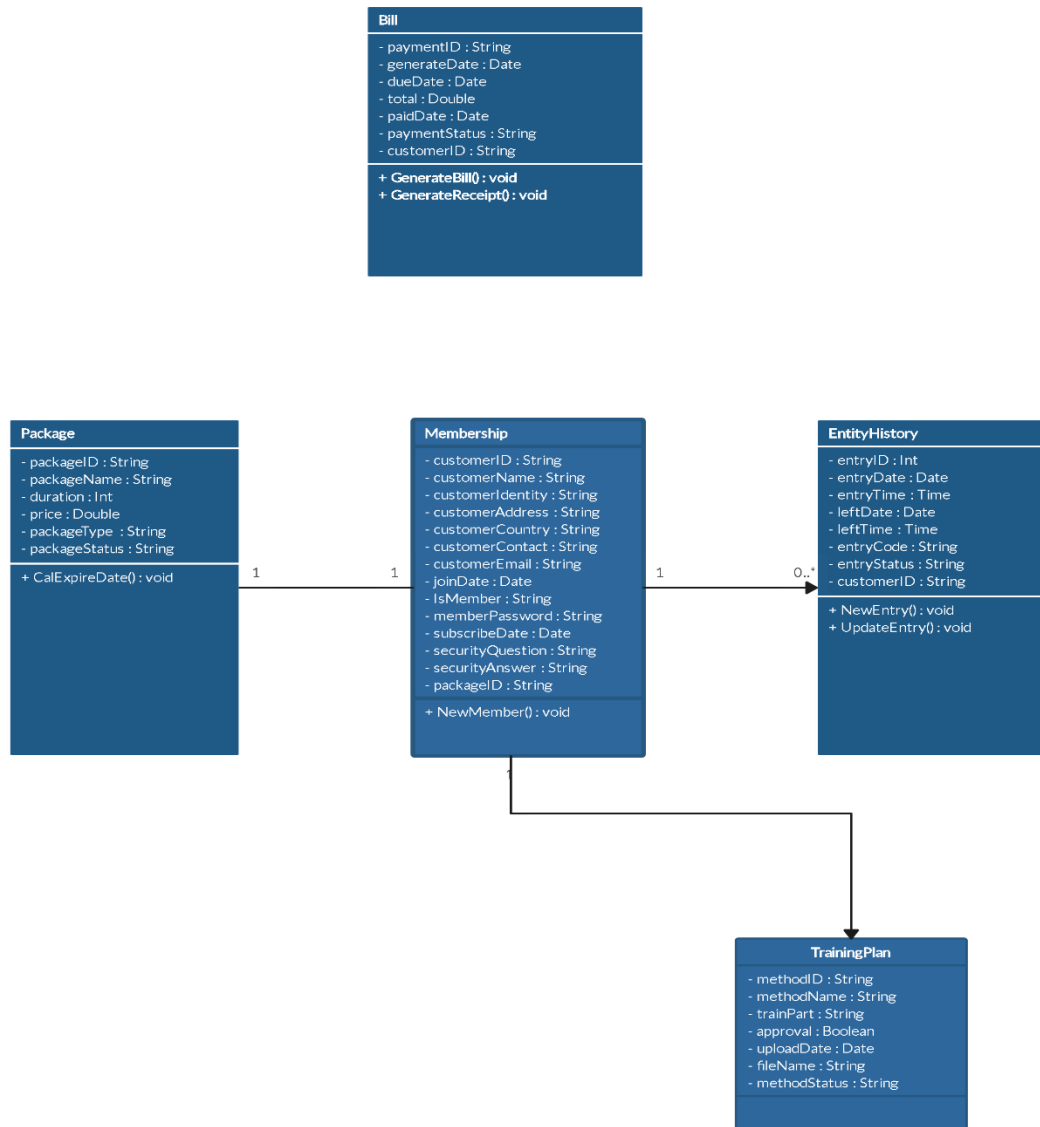 Bill
- paymentID : String
- generateDate : Date
- dueDate : Date
- total : Double
- paidDate : Date
- paymentStatus : String
- customerID : String
+ GenerateBill() : void
+ GenerateReceipt() : void
Package
- packageID : String
- packageName : String
- duration : Int
- price : Double
- packageType : String
- packageStatus : String
+ CalExpireDate() : void
1
1
Membership
- customerID : String
- customerName : String
- customerIdentity : String
- customerAddress : String
- customerCountry : String
- customerContact : String
- customerEmail : String
- joinDate : Date
- IsMember : String
- memberPassword : String
- subscribeDate : Date
- securityQuestion : String
- securityAnswer : String
- packageID : String
+ NewMember() : void
1
0..*
EntityHistory
- entryID : Int
- entryDate : Date
- entryTime : Time
- leftDate : Date
- leftTime : Time
- entryCode : String
- entryStatus : String
- customerID : String
+ NewEntry() : void
+ UpdateEntry() : void
1
TrainingPlan
- methodID : String
- methodName : String
- trainPart : String
- approval : Boolean
- uploadDate : Date
- fileName : String
- methodStatus : String